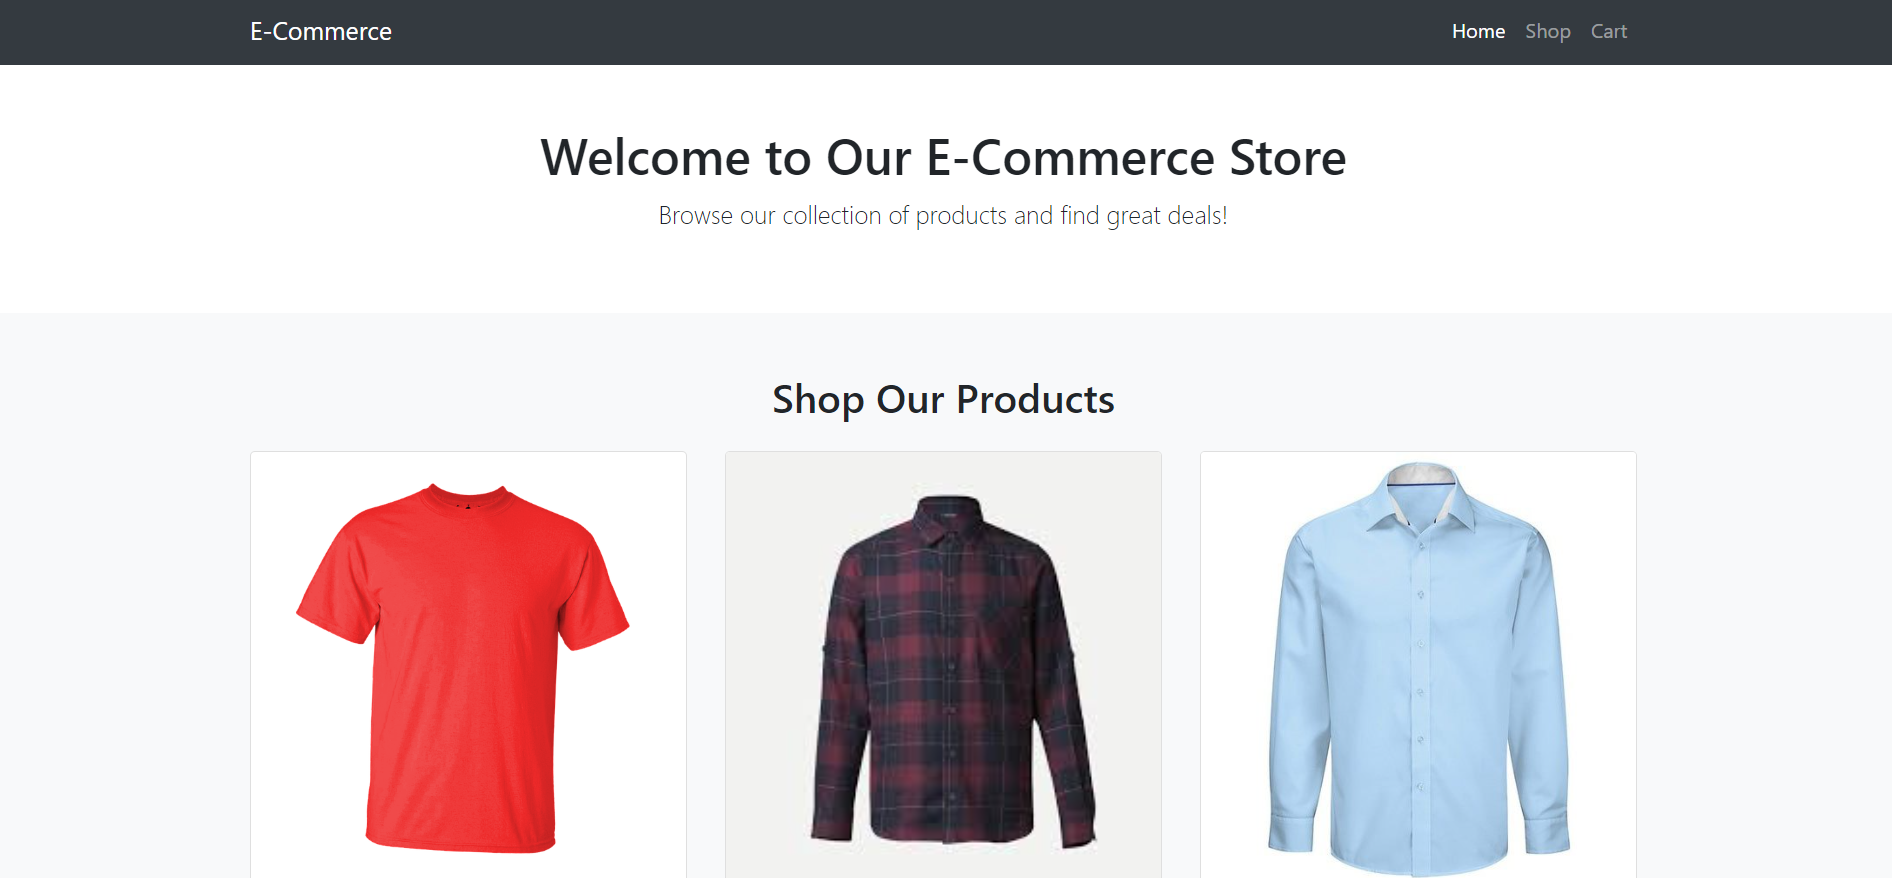 E-Commerce
Home Shop Cart
Welcome to Our E-Commerce Store
Browse our collection of products and find great deals!
Shop Our Products